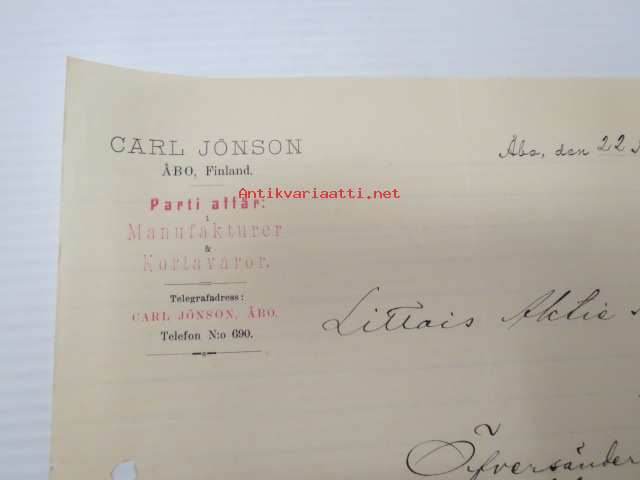 CARL JÖNSON
ÅBO, Finland.
Parti affär:
i
Manufakturer
&
Kortavaror.
Telegrafadress:
CARL JÖNSON, ÅBO.
Telefon N:o 690.
Åbo, den 22
Antikvariaatti.net
Littois Aktie
Öfversänder